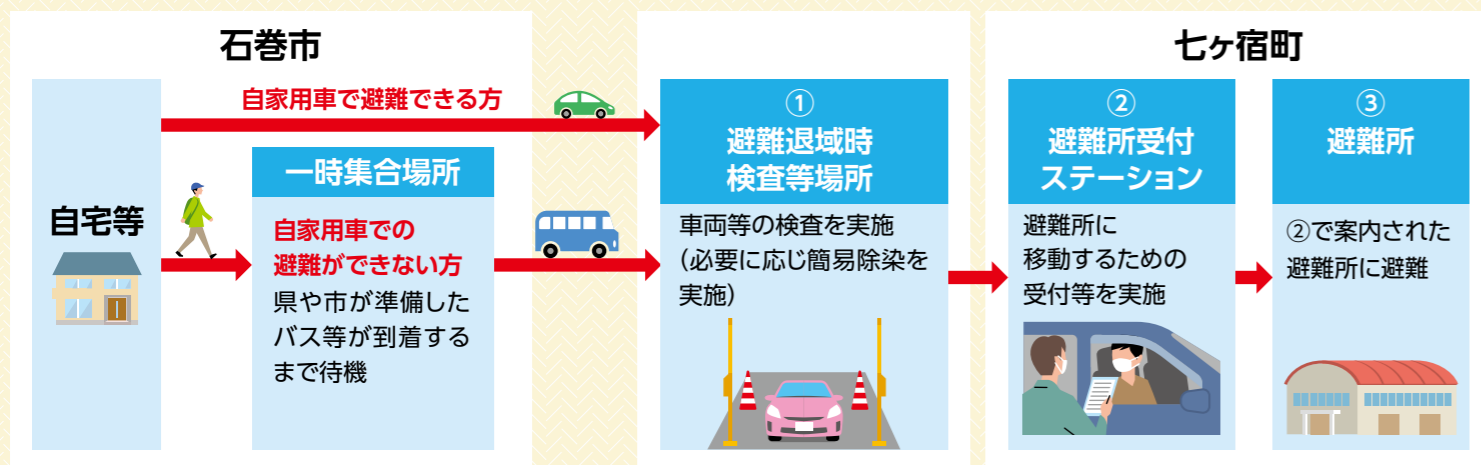 石巻市
自宅等
自家用車で避難できる方
一時集合場所
自家用車での
避難ができない方
県や市が準備した
バス等が到着する
まで待機
①
避難退域時
検査等場所
車両等の検査を実施
（必要に応じ簡易除染を
実施）
七ヶ宿町
②
避難所受付
ステーション
避難所に
移動するための
受付等を実施
③
避難所
②で案内された
避難所に避難